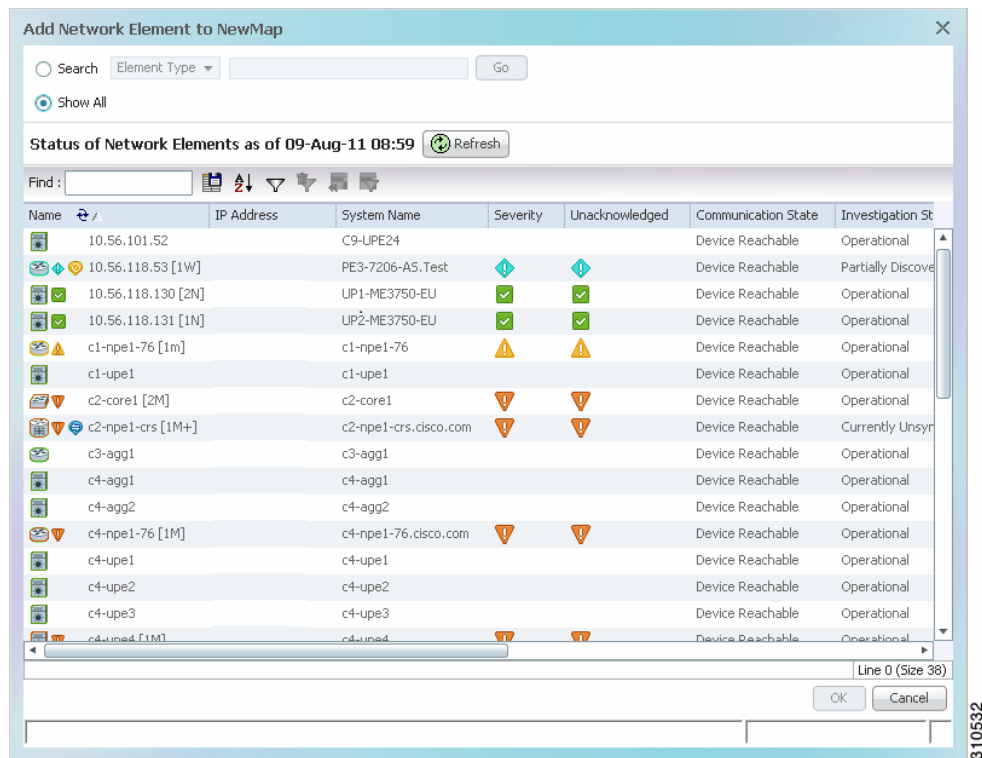 Add Network Element to NewMap
Search Element Type Go
Show All
Status of Network Elements as of 09-Aug-11 08:59 Refresh
Find :
Name IP Address System Name Severity Unacknowledged Communication State Investigation St
10.56.101.52 C9-UPE24 Device Reachable Operational
10.56.118.53 [1W] PE3-7206-AS.Test Device Reachable Partially Discove
10.56.118.130 [2N] UP1-ME3750-EU Device Reachable Operational
10.56.118.131 [1N] UP2-ME3750-EU Device Reachable Operational
c1-npe1-76 [1m] c1-npe1-76 Device Reachable Operational
c1-upe1 c1-upe1 Device Reachable Operational
c2-core1 [2M] c2-core1 Device Reachable Operational
c2-npe1-crs [1M+] c2-npe1-crs.cisco.com Device Reachable Currently Unsyn
c3-agg1 c3-agg1 Device Reachable Operational
c4-agg1 c4-agg1 Device Reachable Operational
c4-agg2 c4-agg2 Device Reachable Operational
c4-npe1-76 [1M] c4-npe1-76.cisco.com Device Reachable Operational
c4-upe1 c4-upe1 Device Reachable Operational
c4-upe2 c4-upe2 Device Reachable Operational
c4-upe3 c4-upe3 Device Reachable Operational
c4-upe4 [1M] c4-upe4 Device Reachable Operational
Line 0 (Size 38)
OK Cancel
310532